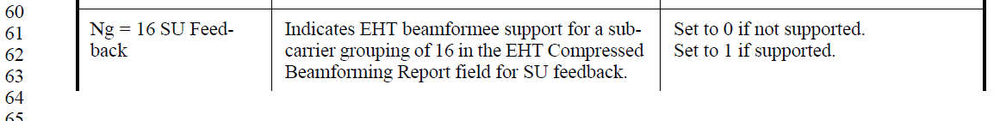 60
61
62
63
64
65
Ng = 16 SU Feed-
back
Indicates EHT beamformee support for a sub-
carrier grouping of 16 in the EHT Compressed
Beamforming Report field for SU feedback.
Set to 0 if not supported.
Set to 1 if supported.